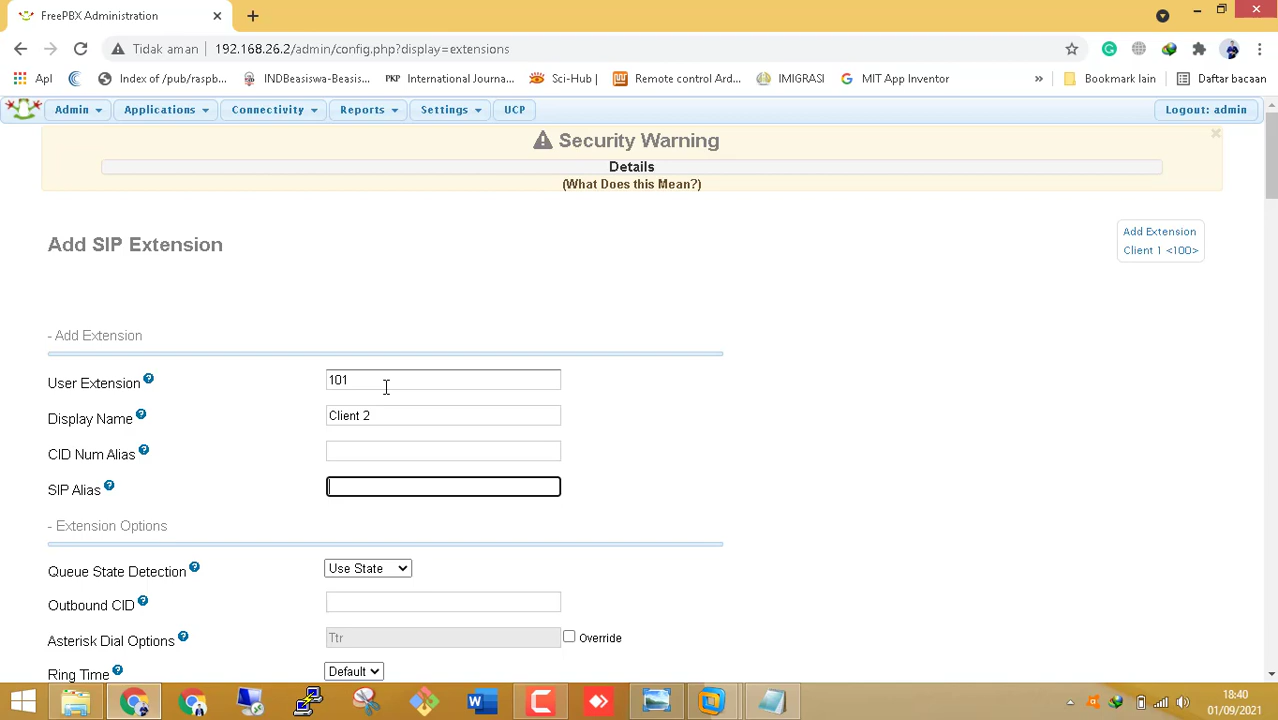 FreePBX Administration
Tidak aman 192.168.26.2/admin/config.php?display=extensions
Apl Index of /pub/raspb... INDBeasiswa-Beasis... PKP International Journa... Sci-Hub | Remote control Ard... IMIGRASI MIT App Inventor » Bookmark lain Daftar bacaan
Admin Applications Connectivity Reports Settings UCP Logout: admin
Security Warning
Details
(What Does this Mean?)
Add SIP Extension
Add Extension
Client 1 <100>
- Add Extension
User Extension 101
Display Name Client 2
CID Num Alias
SIP Alias
- Extension Options
Queue State Detection Use State
Outbound CID
Asterisk Dial Options Ttr Override
Ring Time Default
18:40
01/09/2021